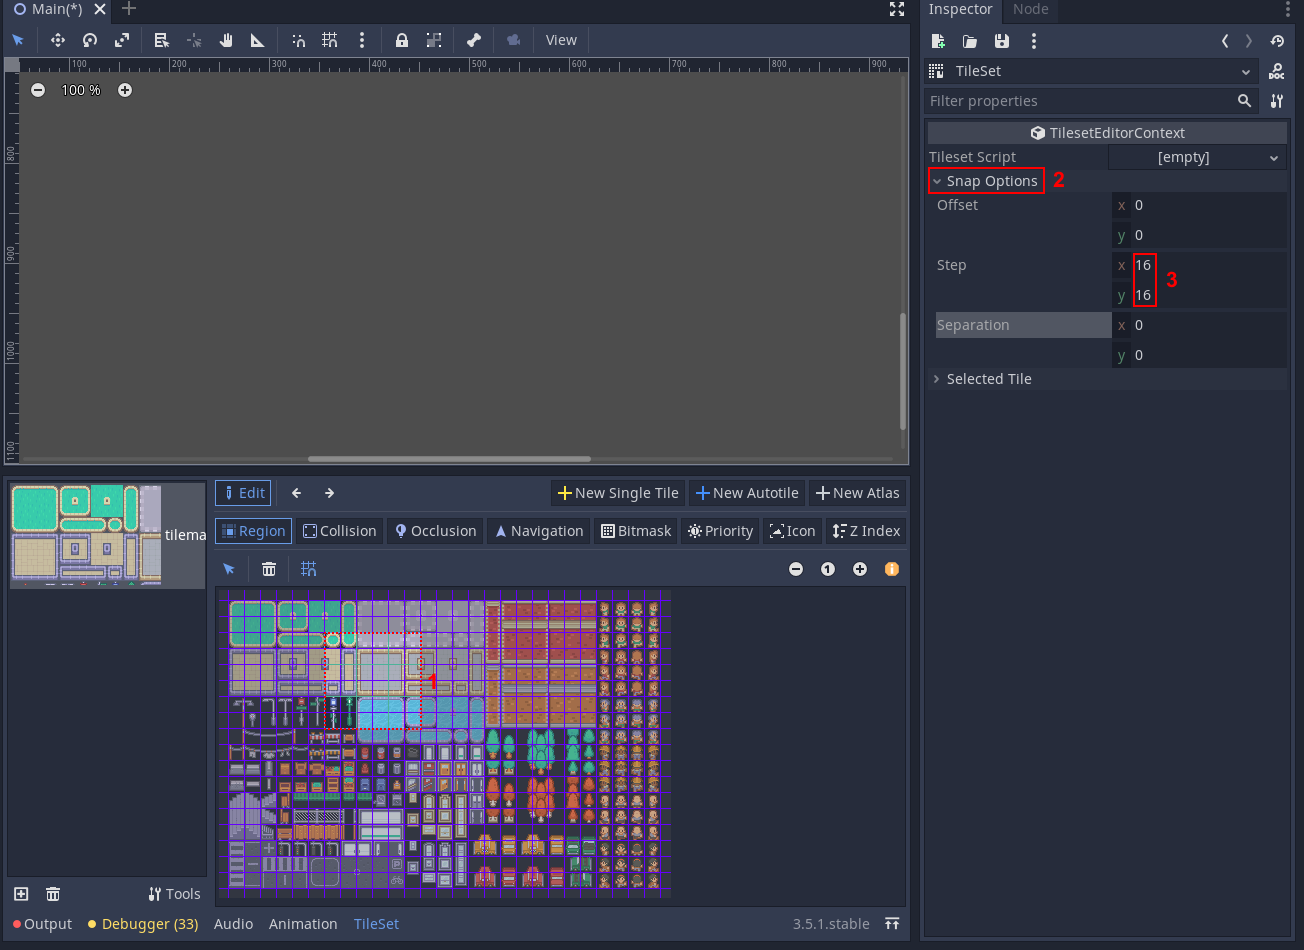 Main(*)
View
100 200 300 400 500 600 700 800 900
100 %
800
900
1000
1100
Inspector Node
TileSet
Filter properties
TilesetEditorContext
Tileset Script [empty]
Snap Options 2
Offset x 0
y 0
Step x 16
3
y 16
Separation x 0
y 0
Selected Tile
tilema
Edit New Single Tile New Autotile New Atlas
Region Collision Occlusion Navigation Bitmask Priority Icon Z Index
1
1
Tools
Output Debugger (33) Audio Animation TileSet 3.5.1.stable